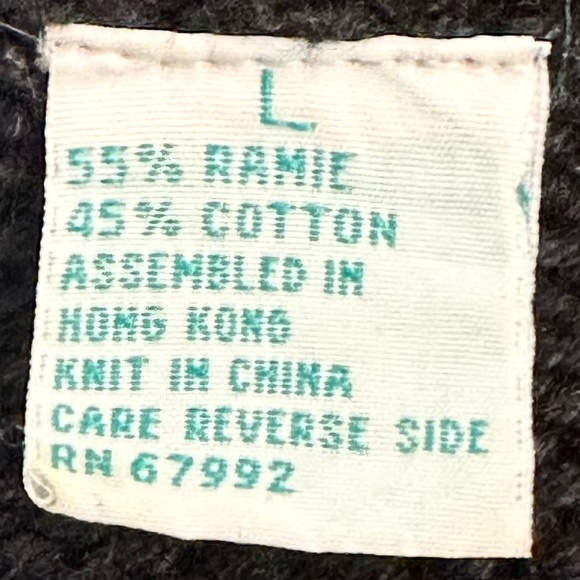 L
55% RAMIE
45% COTTON
ASSEMBLED IN
HONG KONG
KNIT IN CHINA
CARE REVERSE SIDE
RN 67992